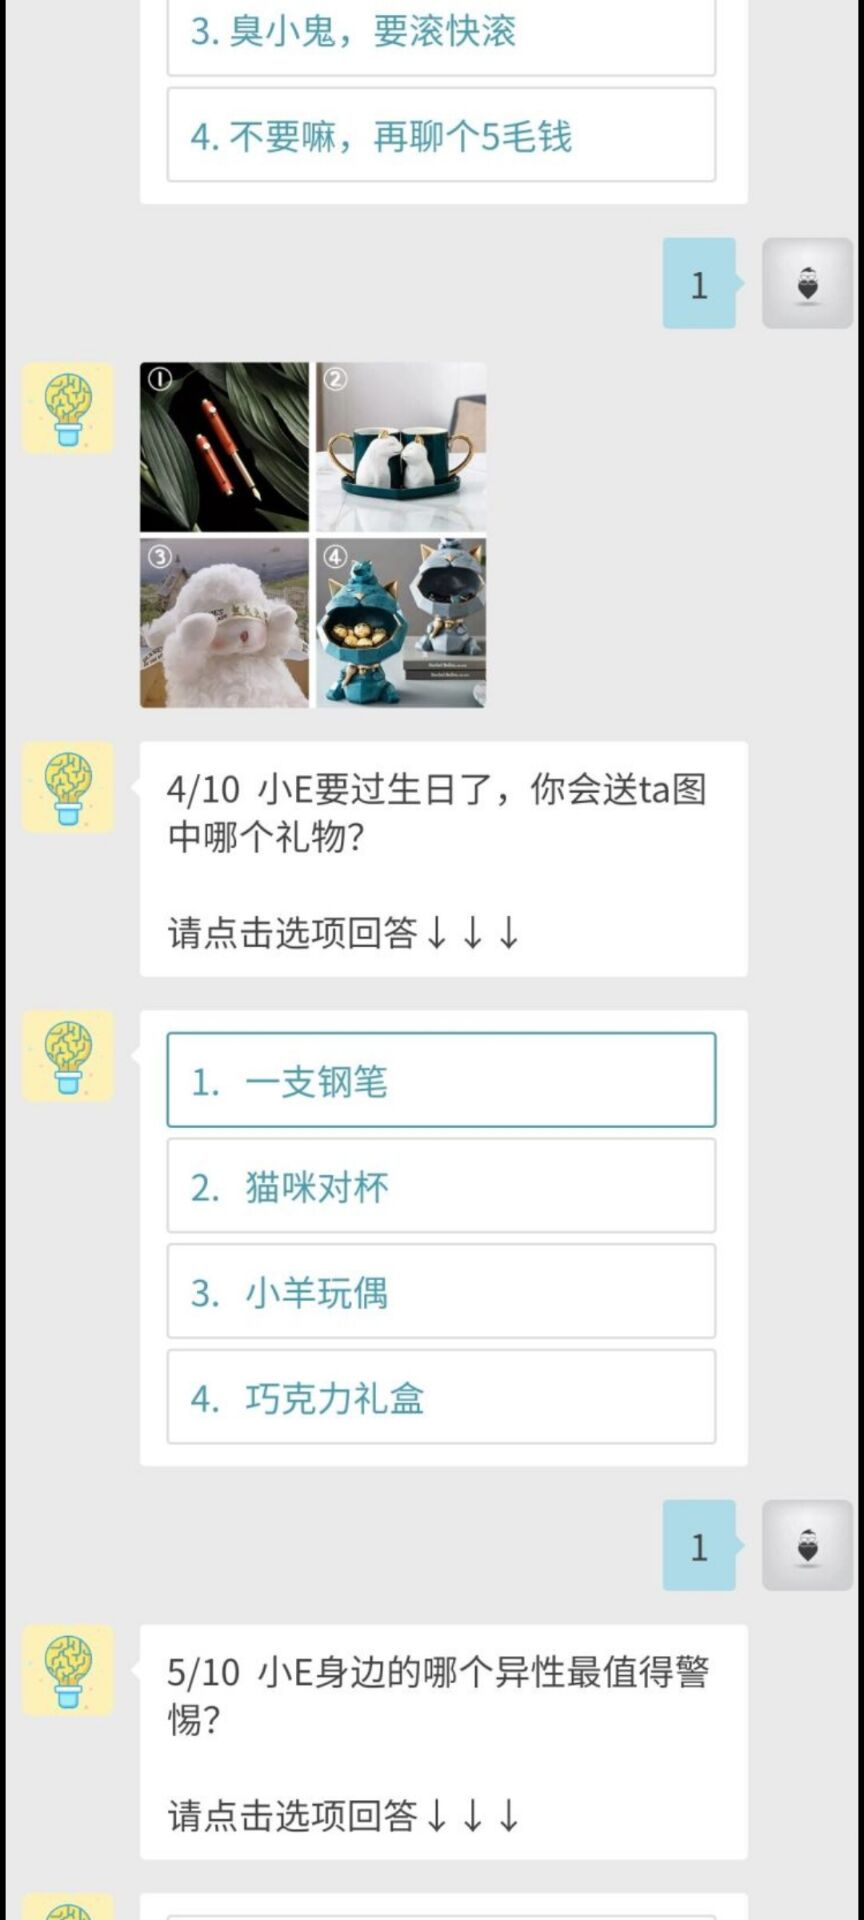 3. 臭小鬼，要滚快滚
4. 不要嘛，再聊个5毛钱
1
①
②
③
④
4/10 小E要过生日了，你会送ta图
中哪个礼物？
请点击选项回答↓↓↓
1. 一支钢笔
2. 猫咪对杯
3. 小羊玩偶
4. 巧克力礼盒
1
5/10 小E身边的哪个异性最值得警
惕？
请点击选项回答↓↓↓